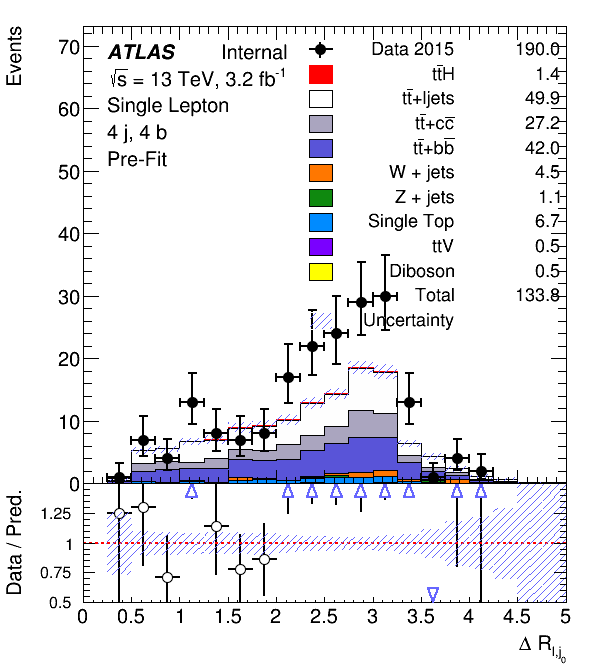 Events
70
60
50
40
30
20
10
0
ATLAS Internal
√s = 13 TeV, 3.2 fb⁻¹
Single Lepton
4 j, 4 b
Pre-Fit
Data 2015 190.0
tt̄H 1.4
tt̄+ljets 49.9
tt̄+cc̄ 27.2
tt̄+bb̄ 42.0
W + jets 4.5
Z + jets 1.1
Single Top 6.7
ttV 0.5
Diboson 0.5
Total 133.8
Uncertainty
Data / Pred.
1.25
1
0.75
0.5
0 0.5 1 1.5 2 2.5 3 3.5 4 4.5 5
Δ R_{l,j_0}